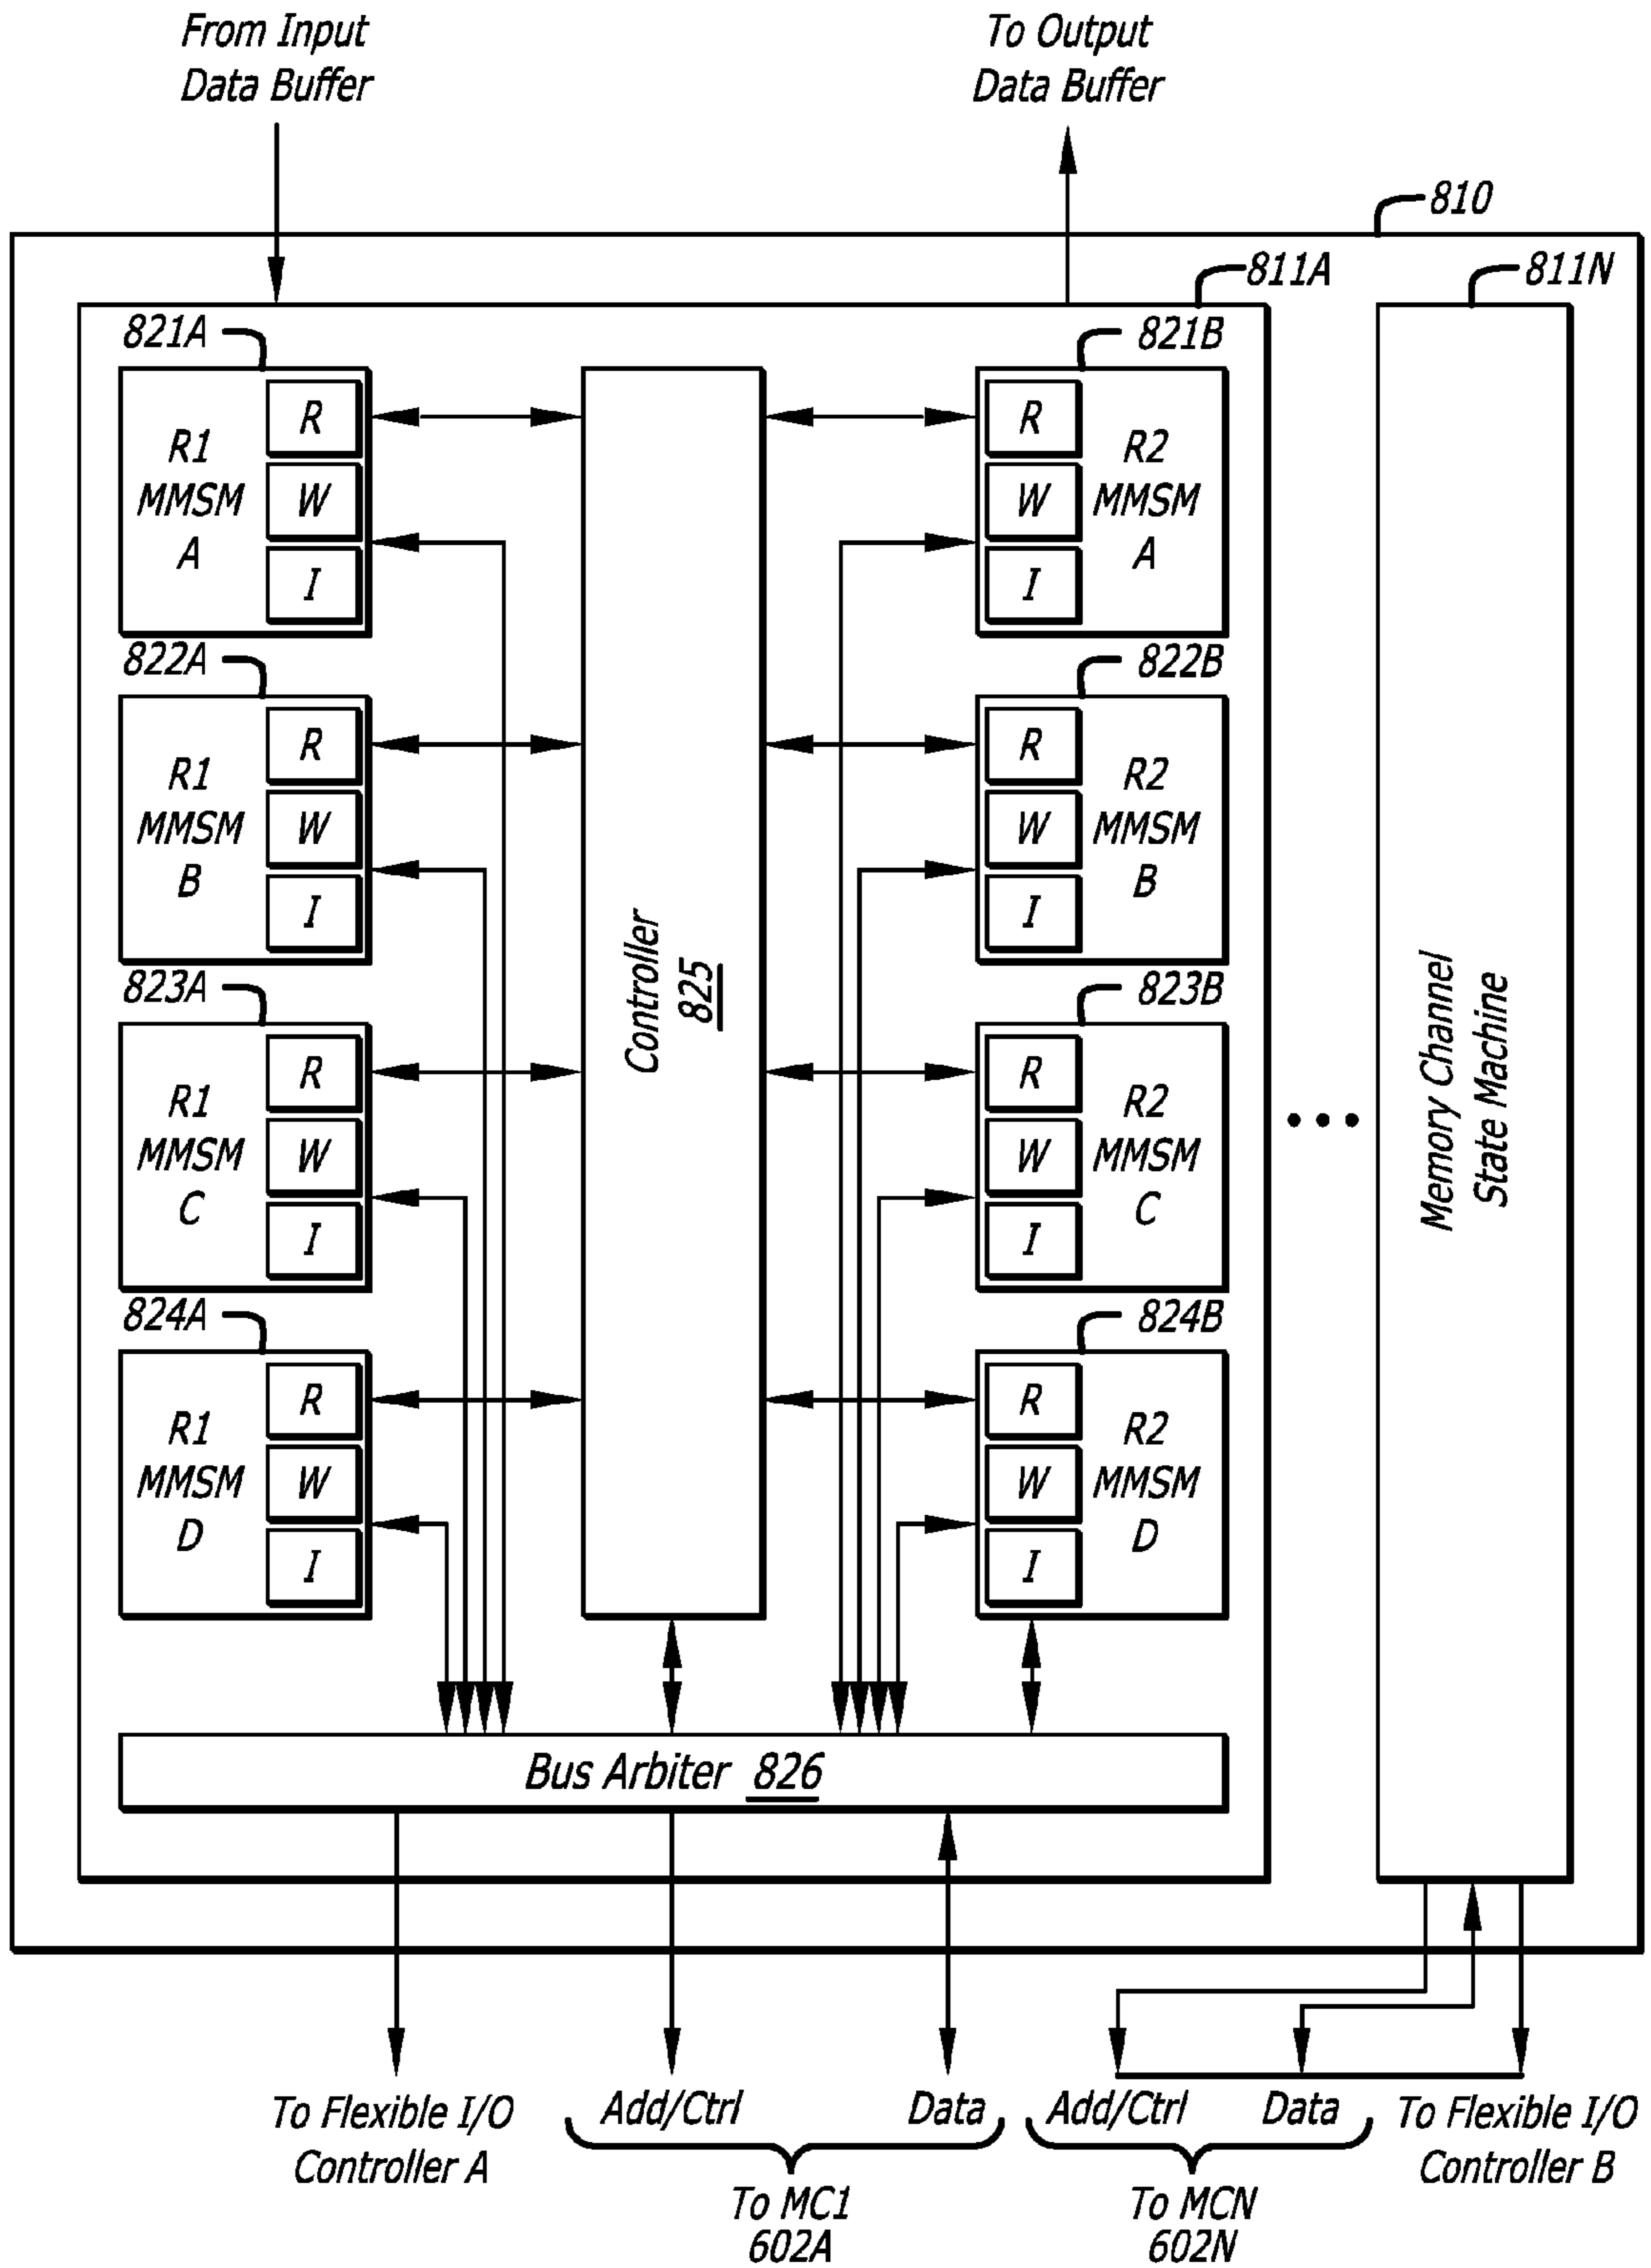 From Input
Data Buffer
To Output
Data Buffer
810
811A
811N
821A
R1
MMSM
A
R
W
I
821B
R
W
I
R2
MMSM
A
822A
R1
MMSM
B
R
W
I
822B
R
W
I
R2
MMSM
B
823A
R1
MMSM
C
R
W
I
823B
R
W
I
R2
MMSM
C
824A
R1
MMSM
D
R
W
I
824B
R
W
I
R2
MMSM
D
Controller
825
Memory Channel
State Machine
Bus Arbiter 826
To Flexible I/O
Controller A
Add/Ctrl
Data
To MC1
602A
Add/Ctrl
Data
To MCN
602N
To Flexible I/O
Controller B